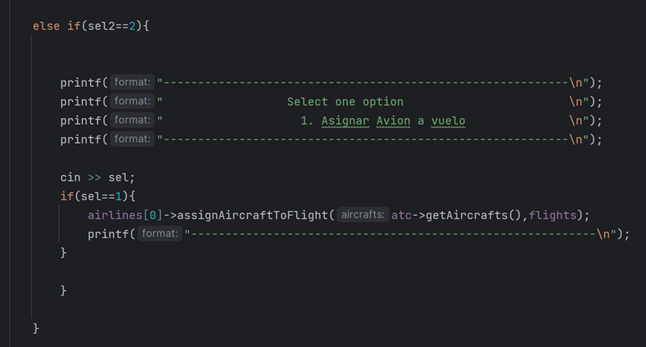 else if(sel2==2){
printf( format: "-----------------------------------------------------------\n");
printf( format: "                  Select one option                        \n");
printf( format: "                    1. Asignar Avion a vuelo               \n");
printf( format: "-----------------------------------------------------------\n");
cin >> sel;
if(sel==1){
airlines[0]->assignAircraftToFlight( aircrafts: atc->getAircrafts(),flights);
printf( format: "-----------------------------------------------------------\n");
}
}
}